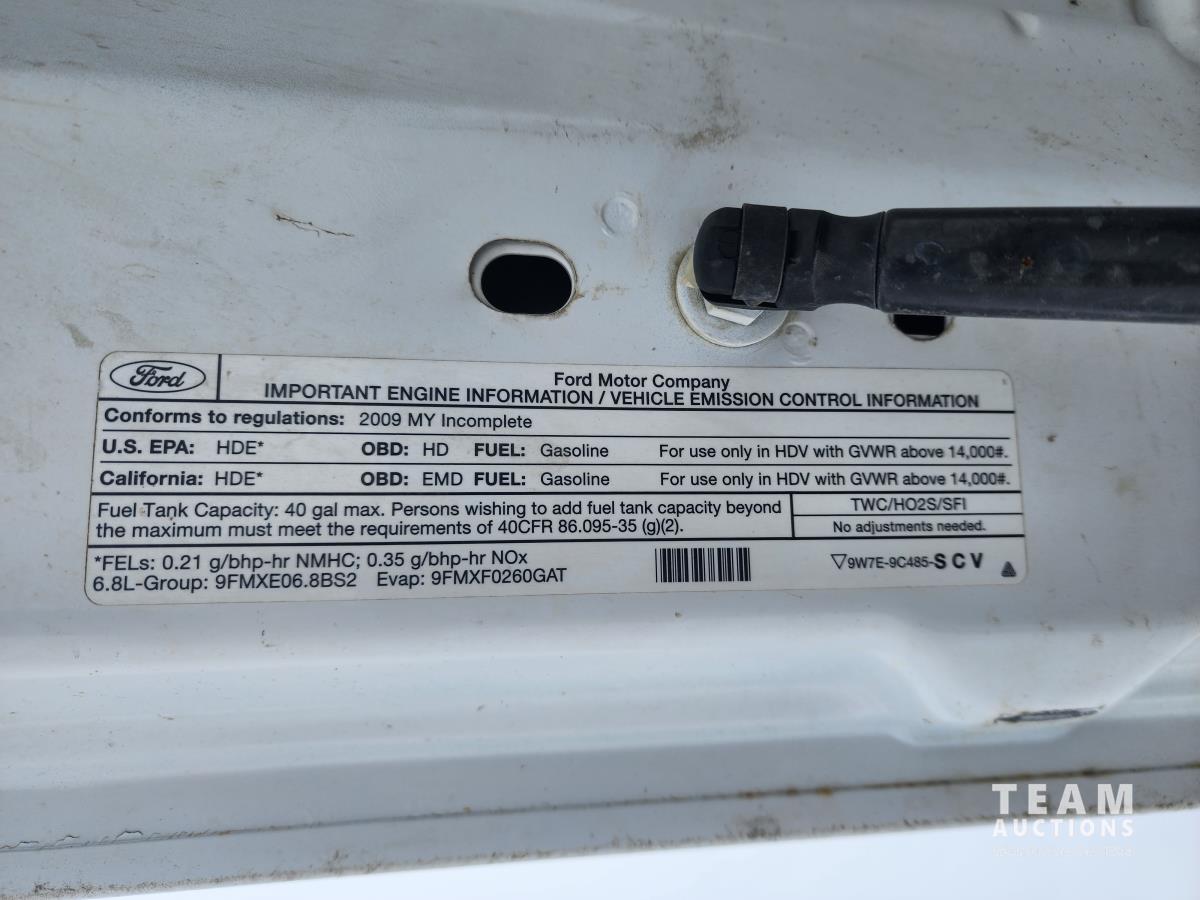 Ford
Ford Motor Company
IMPORTANT ENGINE INFORMATION / VEHICLE EMISSION CONTROL INFORMATION
Conforms to regulations: 2009 MY Incomplete
U.S. EPA: HDE* OBD: HD FUEL: Gasoline For use only in HDV with GVWR above 14,000#.
California: HDE* OBD: EMD FUEL: Gasoline For use only in HDV with GVWR above 14,000#.
Fuel Tank Capacity: 40 gal max. Persons wishing to add fuel tank capacity beyond
the maximum must meet the requirements of 40CFR 86.095-35 (g)(2).
TWC/HO2S/SFI
No adjustments needed.
*FELs: 0.21 g/bhp-hr NMHC; 0.35 g/bhp-hr NOx
6.8L-Group: 9FMXE06.8BS2 Evap: 9FMXF0260GAT
9W7E-9C485-SCV
TEAM
AUCTIONS